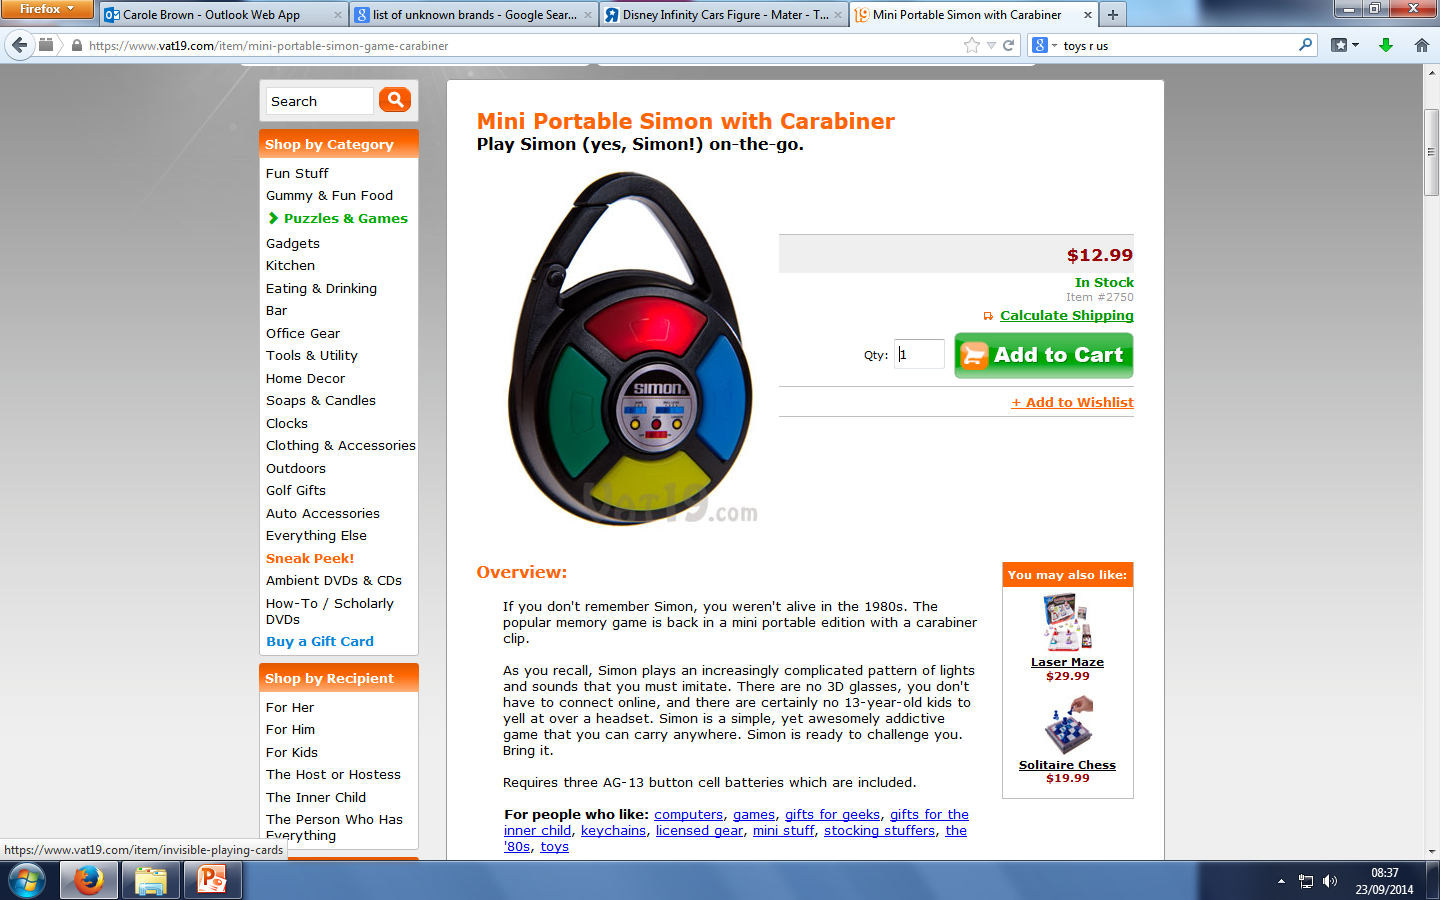 Firefox
Carole Brown - Outlook Web App
list of unknown brands - Google Sear...
Disney Infinity Cars Figure - Mater - T...
Mini Portable Simon with Carabiner
https://www.vat19.com/item/mini-portable-simon-game-carabiner
toys r us
Search
Shop by Category
Fun Stuff
Gummy & Fun Food
Puzzles & Games
Gadgets
Kitchen
Eating & Drinking
Bar
Office Gear
Tools & Utility
Home Decor
Soaps & Candles
Clocks
Clothing & Accessories
Outdoors
Golf Gifts
Auto Accessories
Everything Else
Sneak Peek!
Ambient DVDs & CDs
How-To / Scholarly
DVDs
Buy a Gift Card
Shop by Recipient
For Her
For Him
For Kids
The Host or Hostess
The Inner Child
The Person Who Has
Everything
https://www.vat19.com/item/invisible-playing-cards
Mini Portable Simon with Carabiner
Play Simon (yes, Simon!) on-the-go.
SIMON
Vat19.com
$12.99
In Stock
Item #2750
Calculate Shipping
Qty: 1
Add to Cart
+ Add to Wishlist
Overview:
If you don't remember Simon, you weren't alive in the 1980s. The
popular memory game is back in a mini portable edition with a carabiner
clip.
As you recall, Simon plays an increasingly complicated pattern of lights
and sounds that you must imitate. There are no 3D glasses, you don't
have to connect online, and there are certainly no 13-year-old kids to
yell at over a headset. Simon is a simple, yet awesomely addictive
game that you can carry anywhere. Simon is ready to challenge you.
Bring it.
Requires three AG-13 button cell batteries which are included.
For people who like: computers, games, gifts for geeks, gifts for the
inner child, keychains, licensed gear, mini stuff, stocking stuffers, the
'80s, toys
You may also like:
Laser Maze
$29.99
Solitaire Chess
$19.99
08:37
23/09/2014